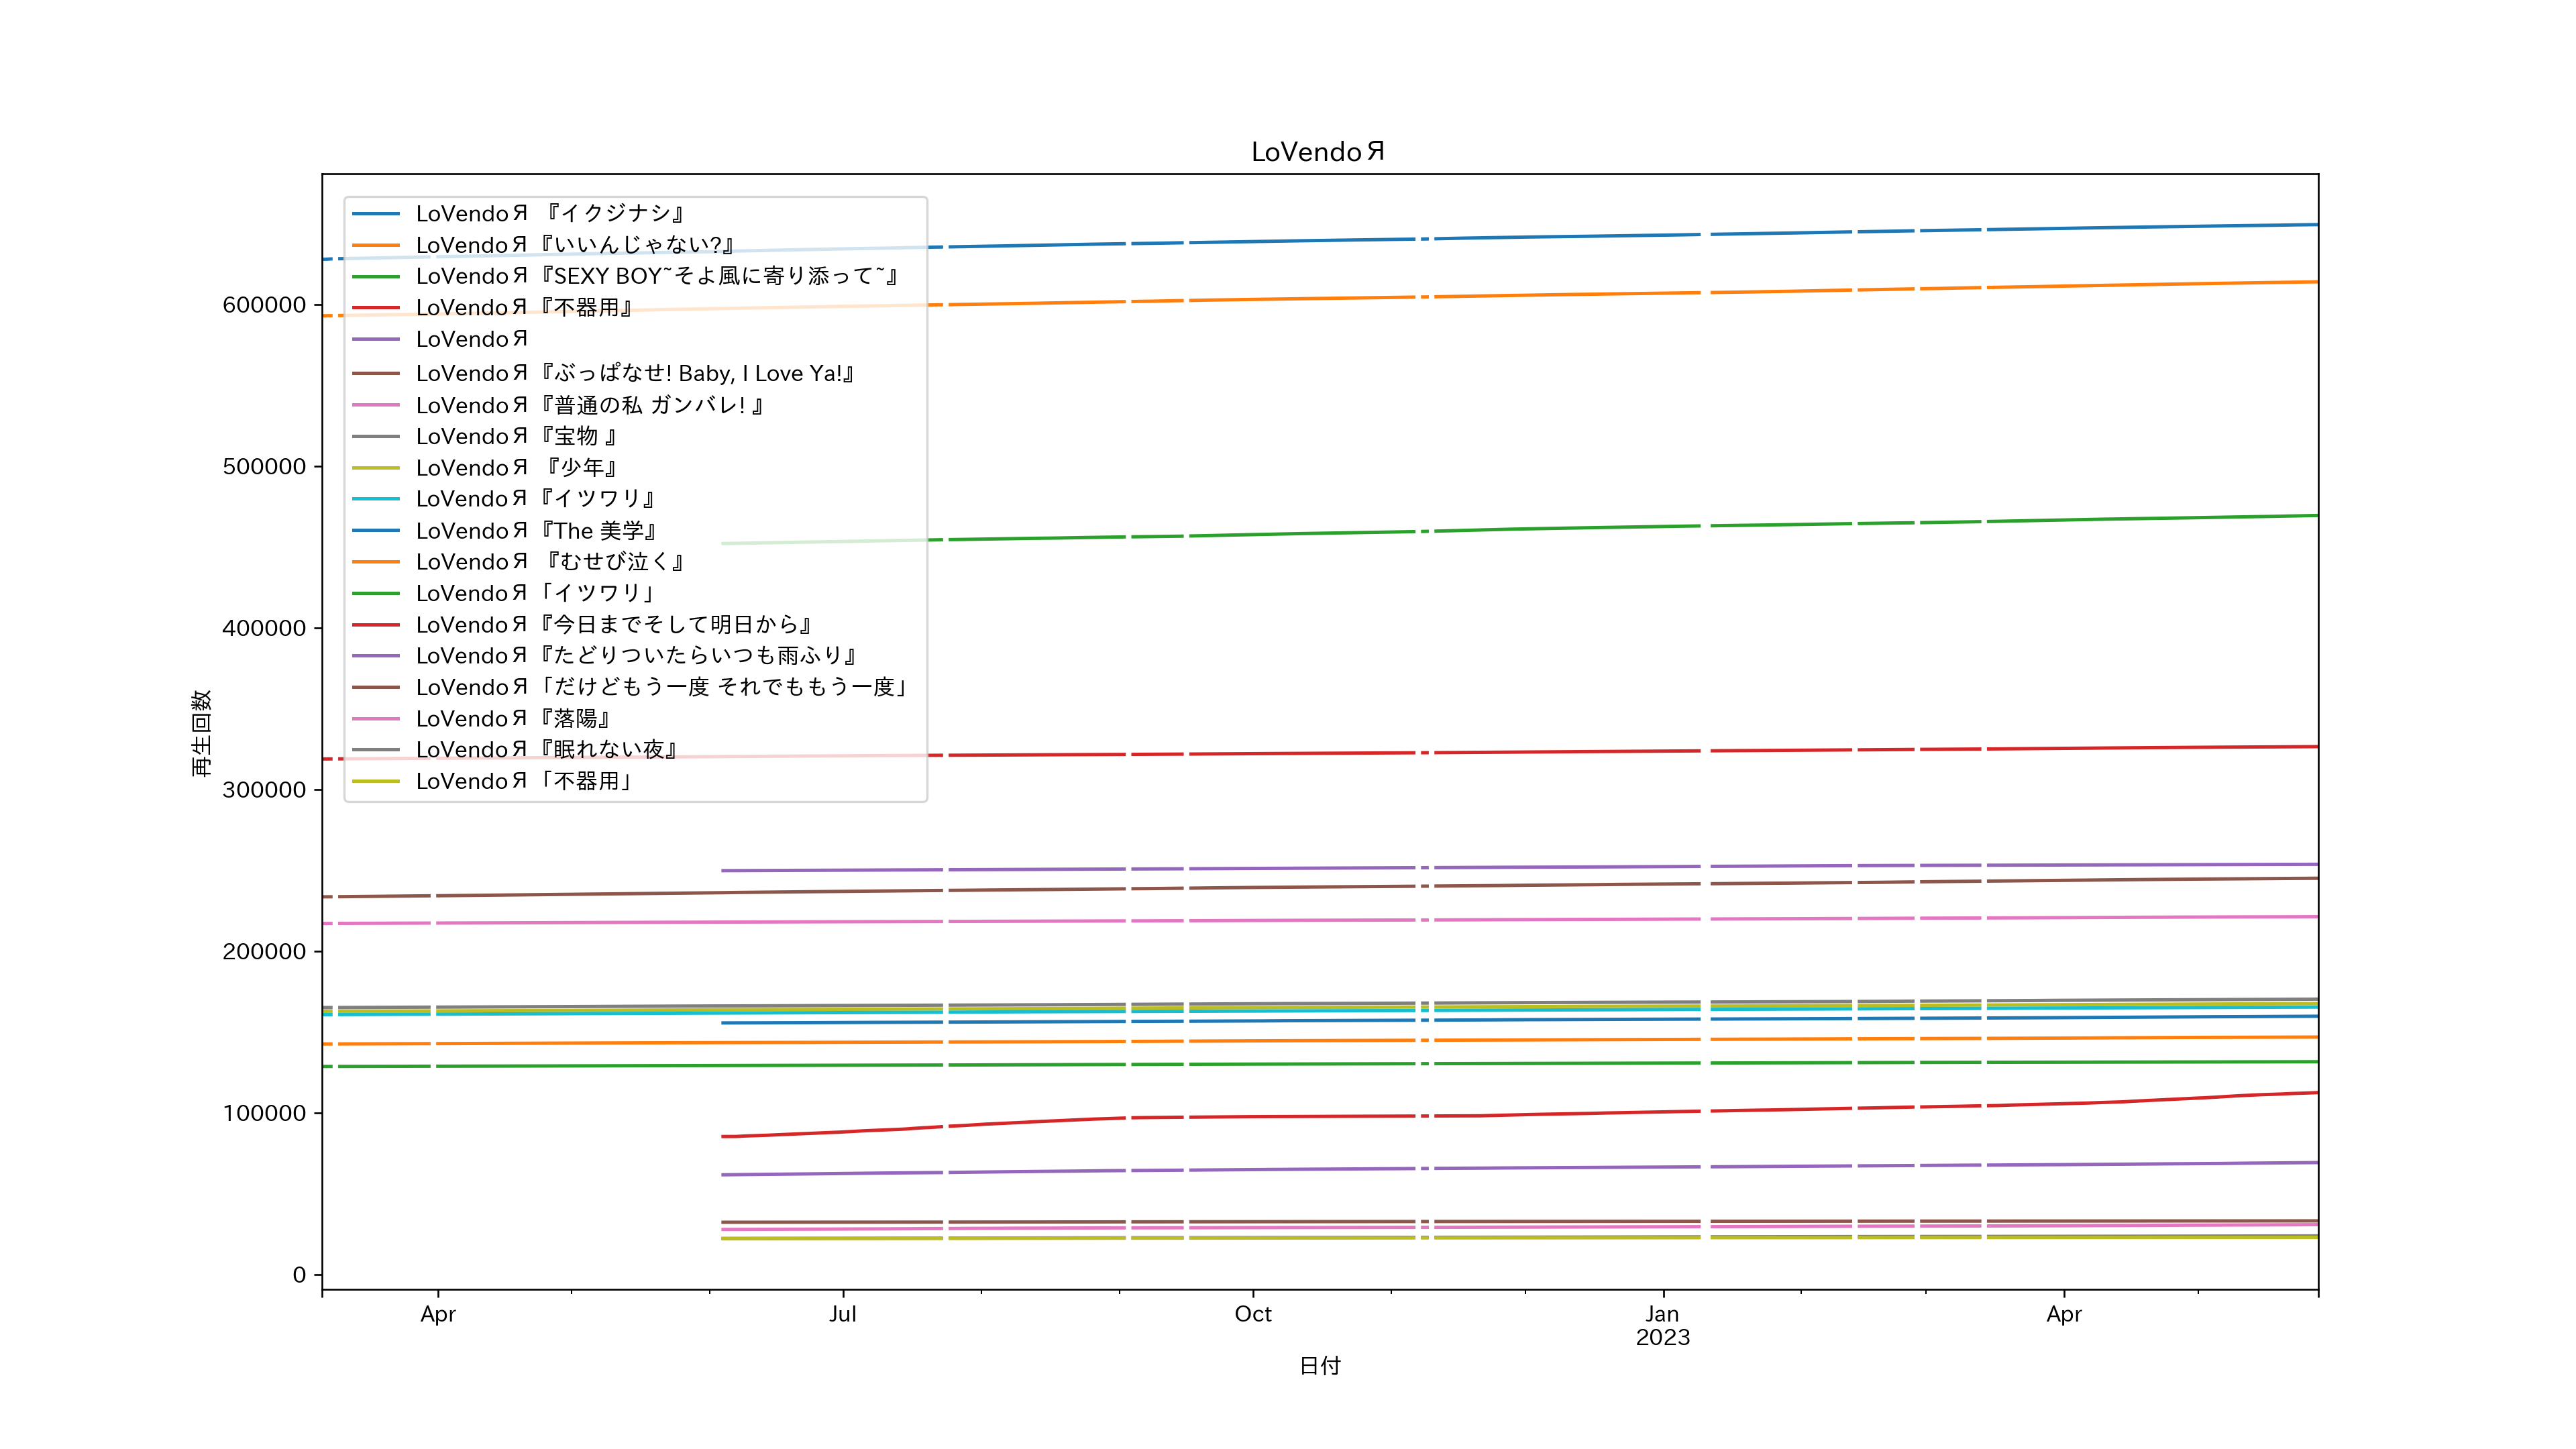 LoVendoЯ
LoVendoЯ 『イクジナシ』
LoVendoЯ『いいんじゃない?』
LoVendoЯ『SEXY BOY~そよ風に寄り添って~』
LoVendoЯ『不器用』
LoVendoЯ
LoVendoЯ『ぶっぱなせ! Baby, I Love Ya!』
LoVendoЯ『普通の私 ガンバレ! 』
LoVendoЯ『宝物 』
LoVendoЯ 『少年』
LoVendoЯ『イツワリ』
LoVendoЯ『The 美学』
LoVendoЯ 『むせび泣く』
LoVendoЯ「イツワリ」
LoVendoЯ『今日までそして明日から』
LoVendoЯ『たどりついたらいつも雨ふり』
LoVendoЯ「だけどもう一度 それでももう一度」
LoVendoЯ『落陽』
LoVendoЯ『眠れない夜』
LoVendoЯ「不器用」
再生回数
600000
500000
400000
300000
200000
100000
0
Apr
Jul
Oct
Jan
2023
Apr
日付